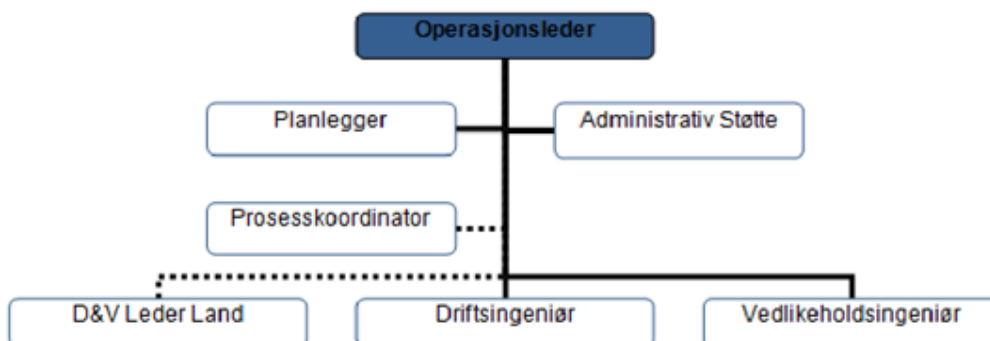 Operasjonsleder
Planlegger
Administrativ Støtte
Prosesskoordinator
D&V Leder Land
Driftsingeniør
Vedlikeholdsingeniør